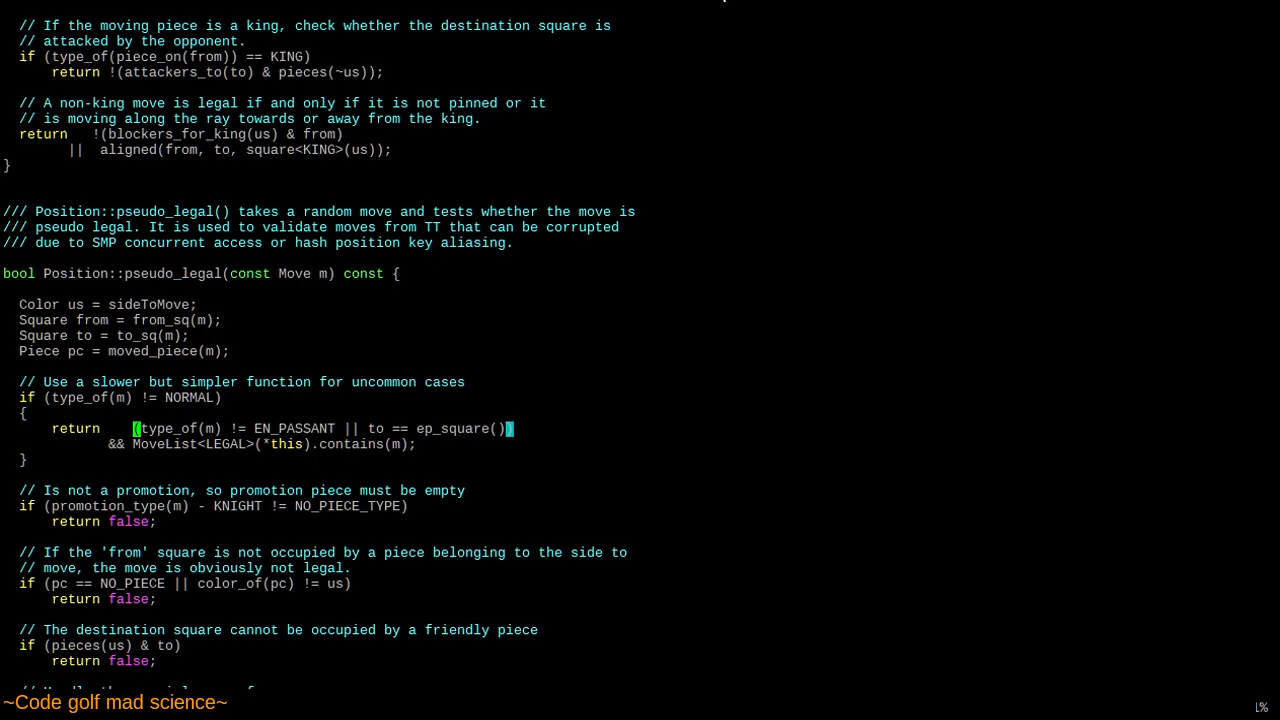 // If the moving piece is a king, check whether the destination square is
// attacked by the opponent.
if (type_of(piece_on(from)) == KING)
return !(attackers_to(to) & pieces(~us));
// A non-king move is legal if and only if it is not pinned or it
// is moving along the ray towards or away from the king.
return   !(blockers_for_king(us) & from)
||  aligned(from, to, square<KING>(us));
}
/// Position::pseudo_legal() takes a random move and tests whether the move is
/// pseudo legal. It is used to validate moves from TT that can be corrupted
/// due to SMP concurrent access or hash position key aliasing.
bool Position::pseudo_legal(const Move m) const {
Color us = sideToMove;
Square from = from_sq(m);
Square to = to_sq(m);
Piece pc = moved_piece(m);
// Use a slower but simpler function for uncommon cases
if (type_of(m) != NORMAL)
{
return    (type_of(m) != EN_PASSANT || to == ep_square())
&& MoveList<LEGAL>(*this).contains(m);
}
// Is not a promotion, so promotion piece must be empty
if (promotion_type(m) - KNIGHT != NO_PIECE_TYPE)
return false;
// If the 'from' square is not occupied by a piece belonging to the side to
// move, the move is obviously not legal.
if (pc == NO_PIECE || color_of(pc) != us)
return false;
// The destination square cannot be occupied by a friendly piece
if (pieces(us) & to)
return false;
~Code golf mad science~